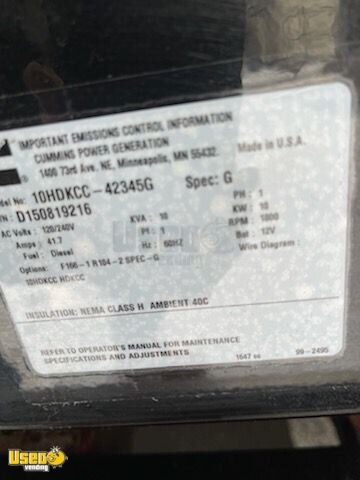 IMPORTANT EMISSIONS CONTROL INFORMATION
CUMMINS POWER GENERATION
1400 73rd Ave. NE, Minneapolis, MN 55432
Made in U.S.A.
Model No: 10HDKCC-42345G Spec: G
S/N: D150819216
AC Volts : 120/240V KVA : 10 PH : 1
Amps : 41.7 Pf : 1 KW : 10
Fuel : Diesel Hz : 60HZ RPM : 1800
Bat : 12V
Options : F166-1 R104-2 SPEC-G Wire Diagram :
10HDKCC HDKCC
INSULATION: NEMA CLASS H AMBIENT 40C
REFER TO OPERATOR'S MANUAL FOR MAINTENANCE
SPECIFICATIONS AND ADJUSTMENTS 1647 99-2495
Used
vending